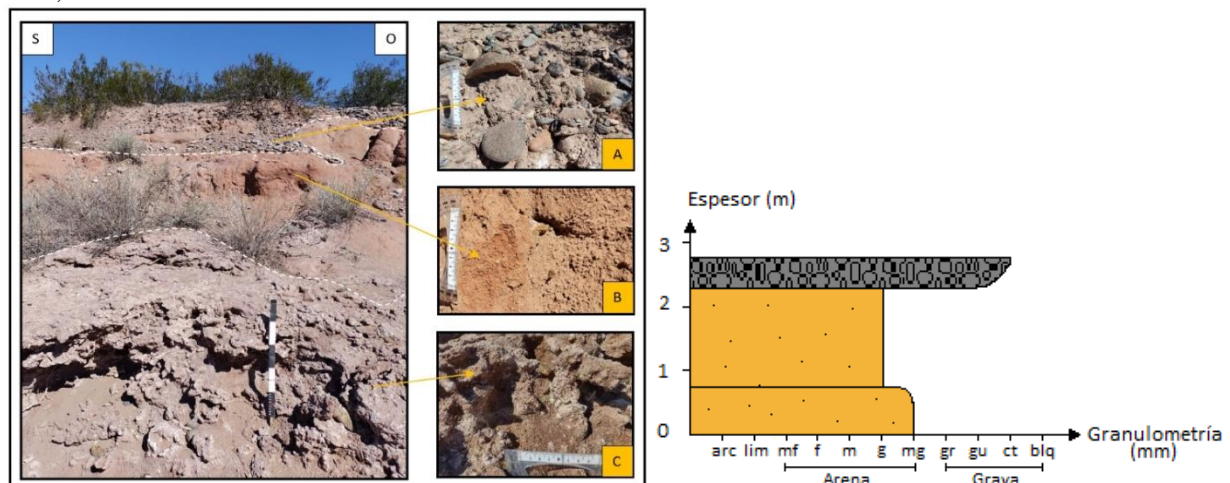 S
O
A
B
C
Espesor (m)
3
2
1
0
Granulometría
(mm)
arc lim mf f m g mg gr gu ct blq
Arena
Grava